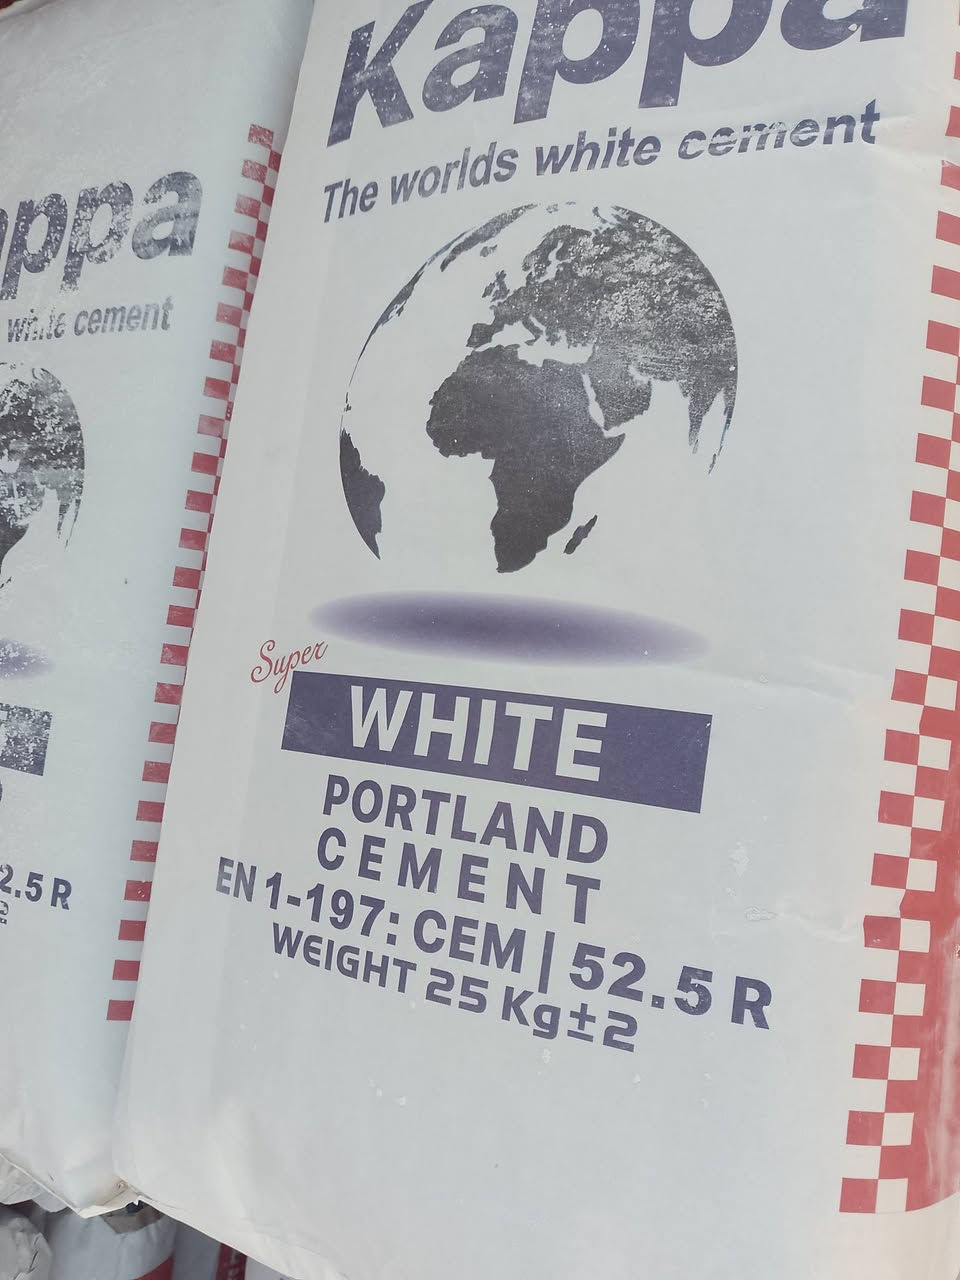 Kappa
The worlds white cement
Super
WHITE
PORTLAND
CEMENT
EN 1-197: CEM | 52.5 R
WEIGHT 25 Kg±2
appa
white cement
2.5 R